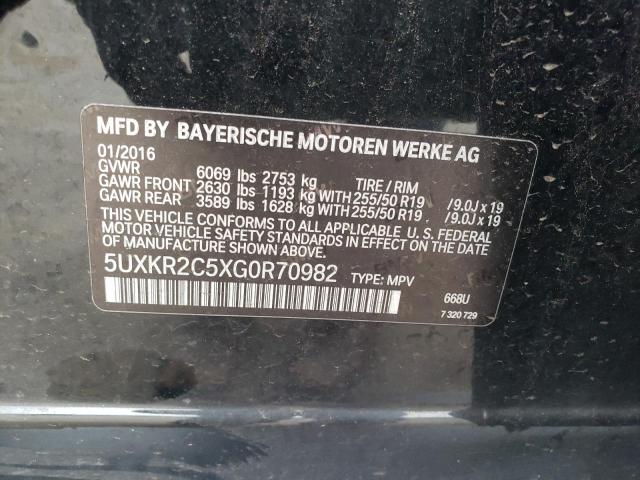 MFD BY BAYERISCHE MOTOREN WERKE AG
01/2016
GVWR 6069 lbs 2753 kg TIRE / RIM
GAWR FRONT 2630 lbs 1193 kg WITH 255/50 R19 /9.0J x 19
GAWR REAR 3589 lbs 1628 kg WITH 255/50 R19 /9.0J x 19
THIS VEHICLE CONFORMS TO ALL APPLICABLE U. S. FEDERAL
MOTOR VEHICLE SAFETY STANDARDS IN EFFECT ON THE DATE
OF MANUFACTURE SHOWN ABOVE.
5UXKR2C5XG0R70982 TYPE: MPV
668U
7 320 729